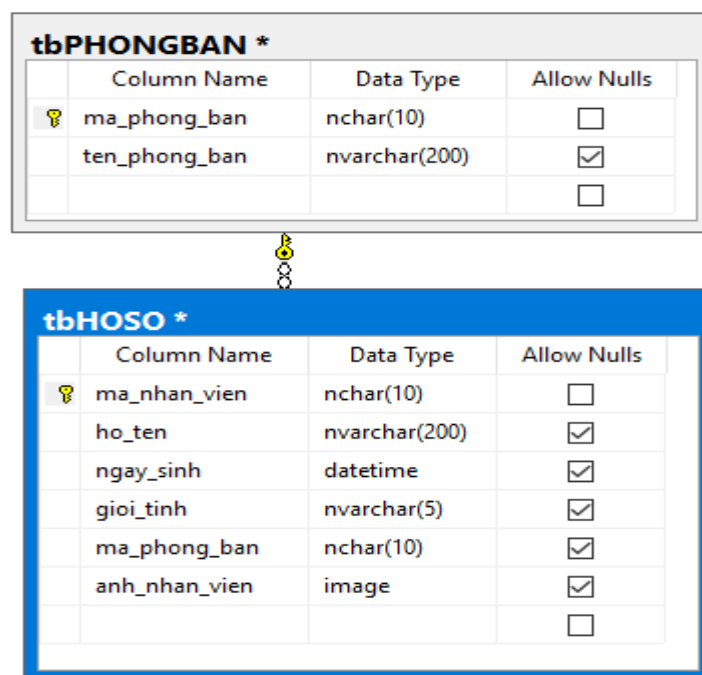 tbPHONGBAN *
Column Name Data Type Allow Nulls
ma_phong_ban nchar(10)
ten_phong_ban nvarchar(200)
tbHOSO *
Column Name Data Type Allow Nulls
ma_nhan_vien nchar(10)
ho_ten nvarchar(200)
ngay_sinh datetime
gioi_tinh nvarchar(5)
ma_phong_ban nchar(10)
anh_nhan_vien image